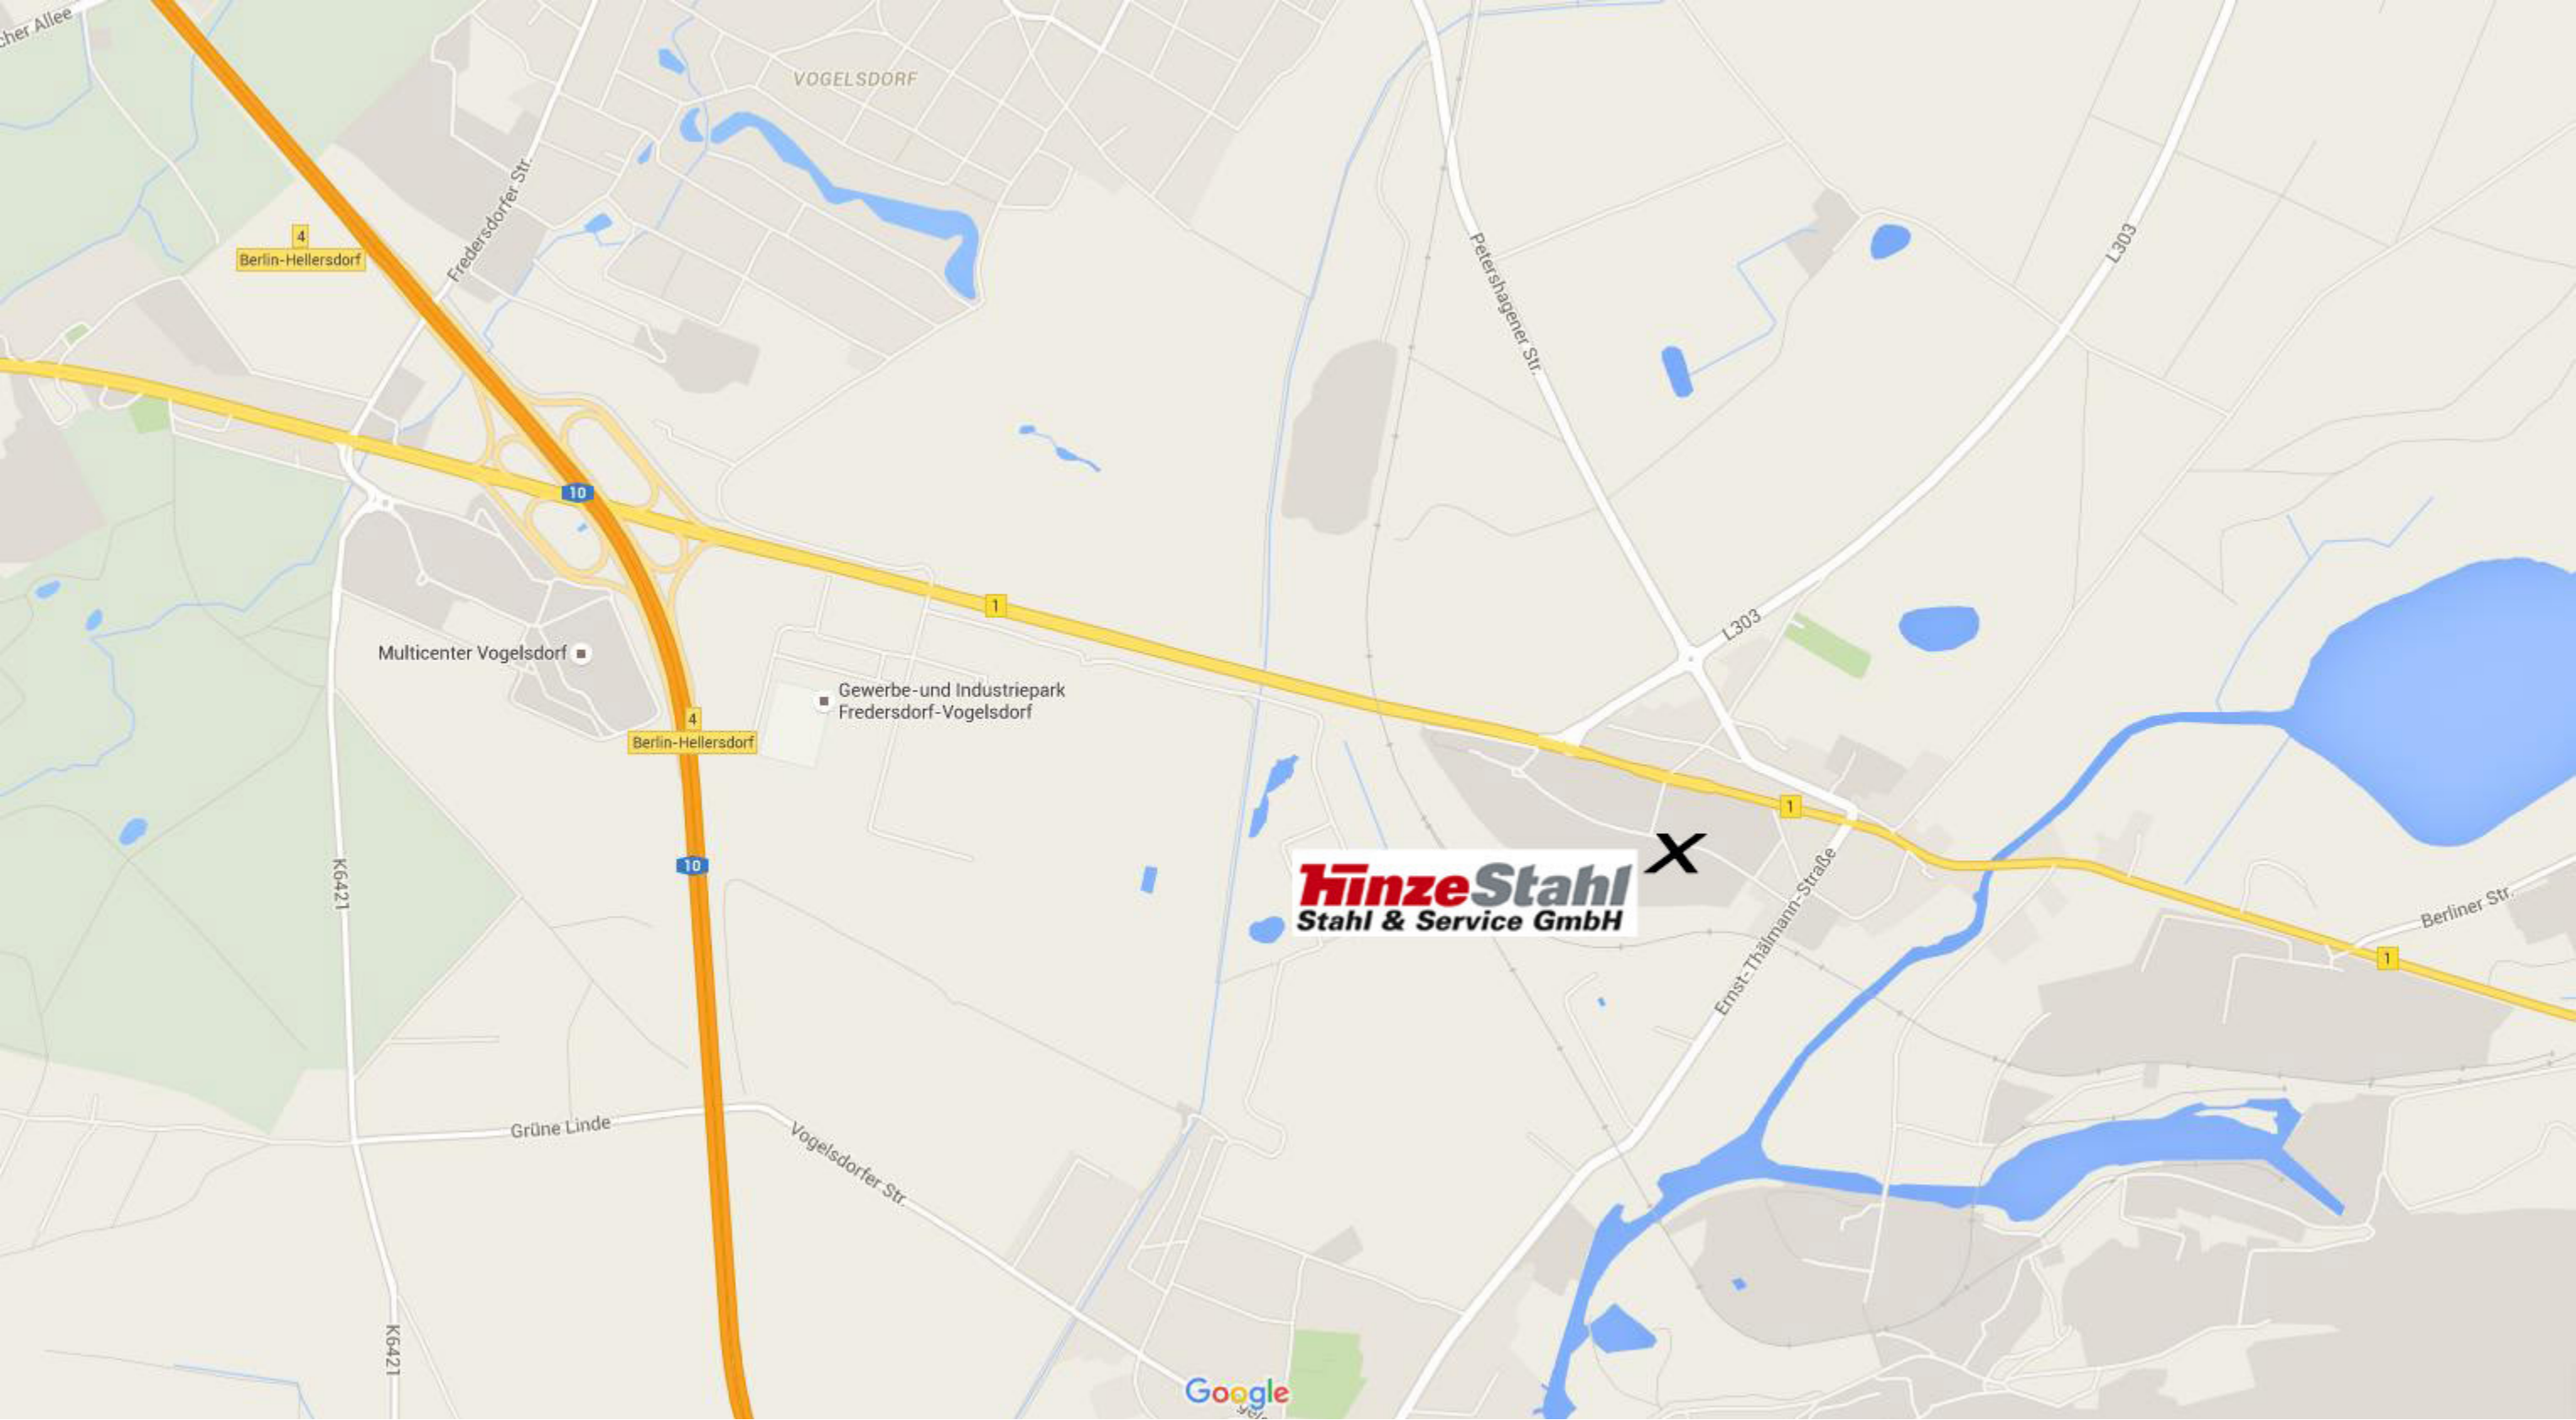 cher Allee
VOGELSDORF
Fredersdorfer Str.
4
Berlin-Hellersdorf
Petershagener Str.
L303
10
1
L303
Multicenter Vogelsdorf
Gewerbe-und Industriepark
Fredersdorf-Vogelsdorf
4
Berlin-Hellersdorf
1
10
K6421
X
HinzeStahl
Stahl & Service GmbH
Ernst-Thälmann-Straße
Berliner Str.
1
Grüne Linde
Vogelsdorfer Str.
K6421
Google